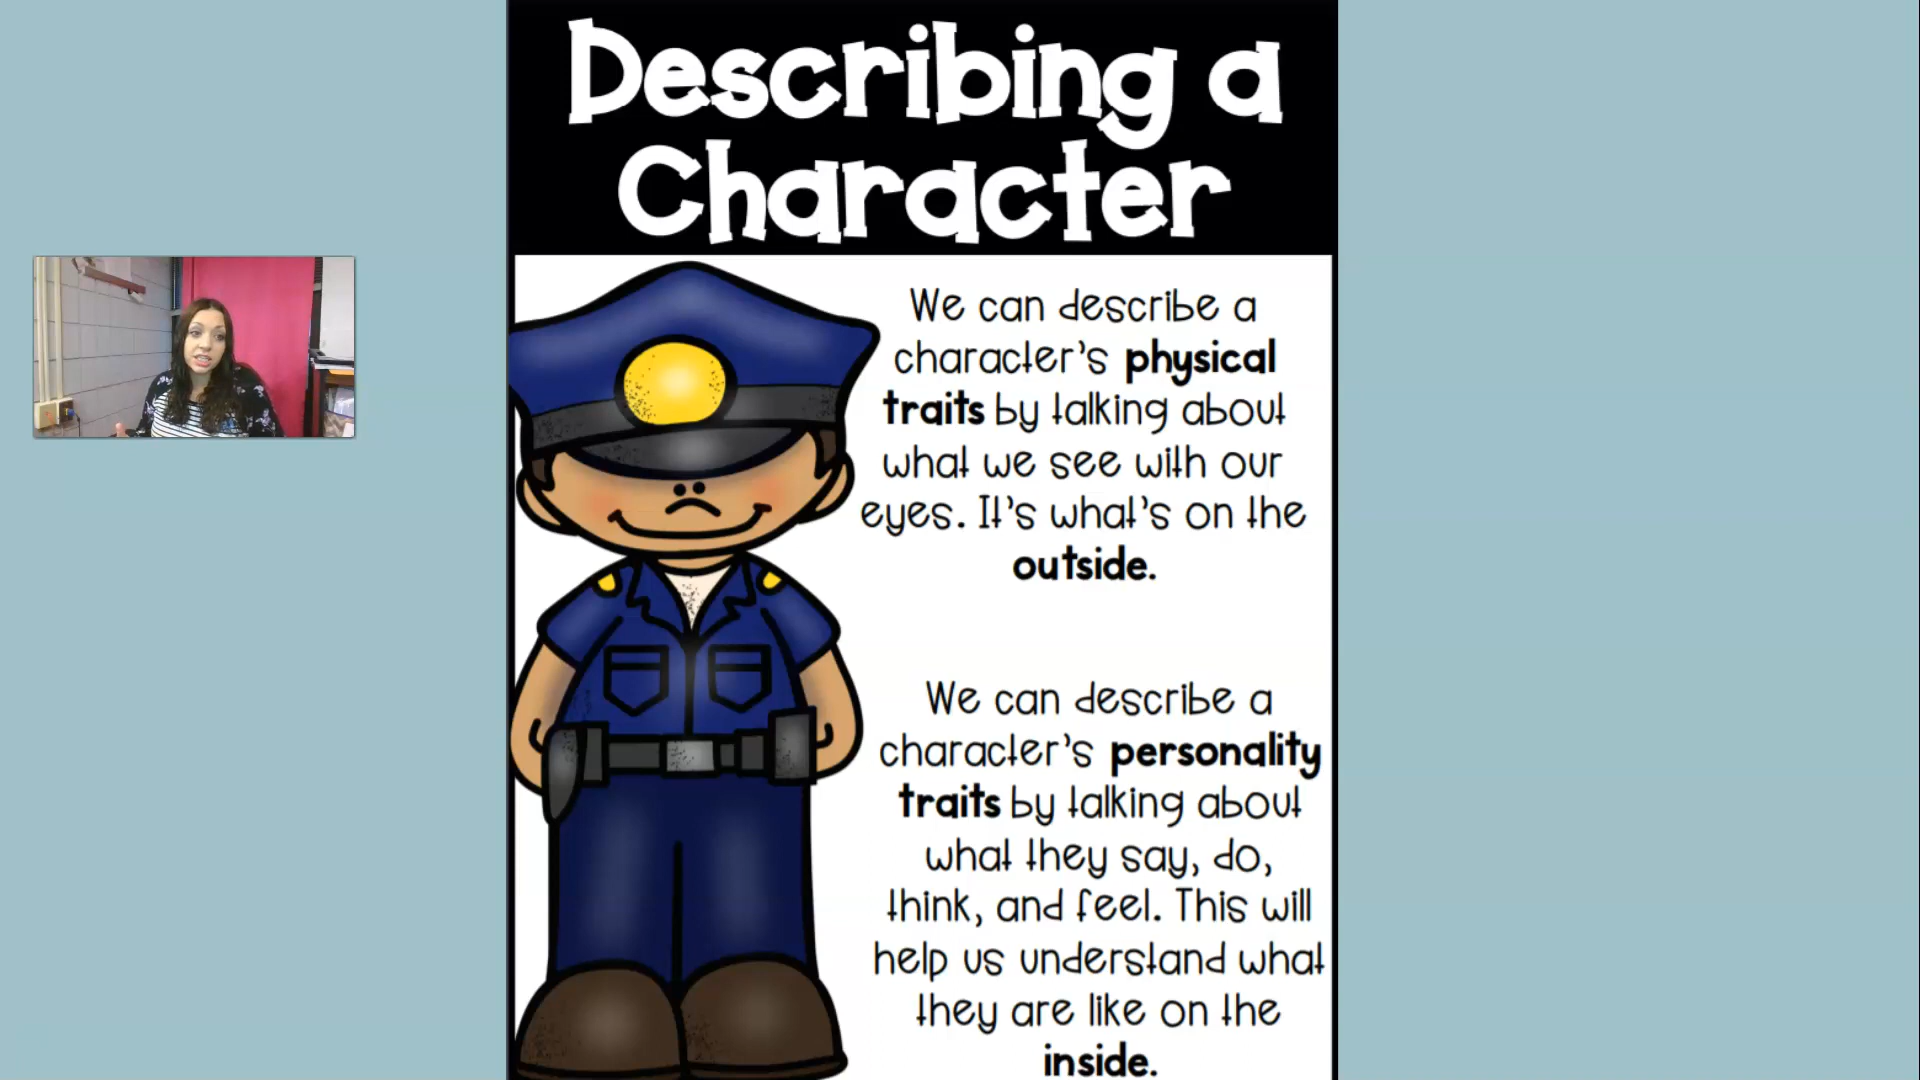 Describing a
Character
We can describe a
character's physical
traits by talking about
what we see with our
eyes. It's what's on the
outside.
We can describe a
character's personality
traits by talking about
what they say, do,
think, and feel. This will
help us understand what
they are like on the
inside.